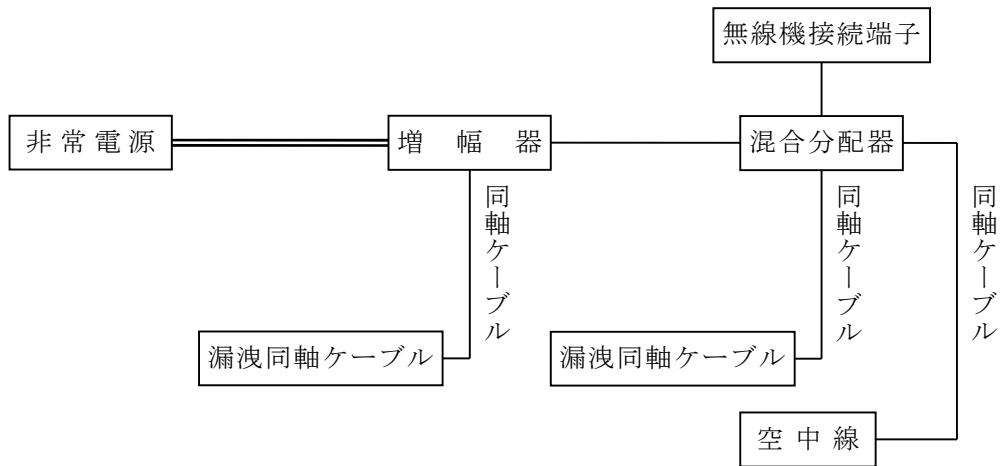 無線機接続端子
非常電源
増幅器
混合分配器
同軸ケーブル
同軸ケーブル
同軸ケーブル
漏洩同軸ケーブル
漏洩同軸ケーブル
空中線